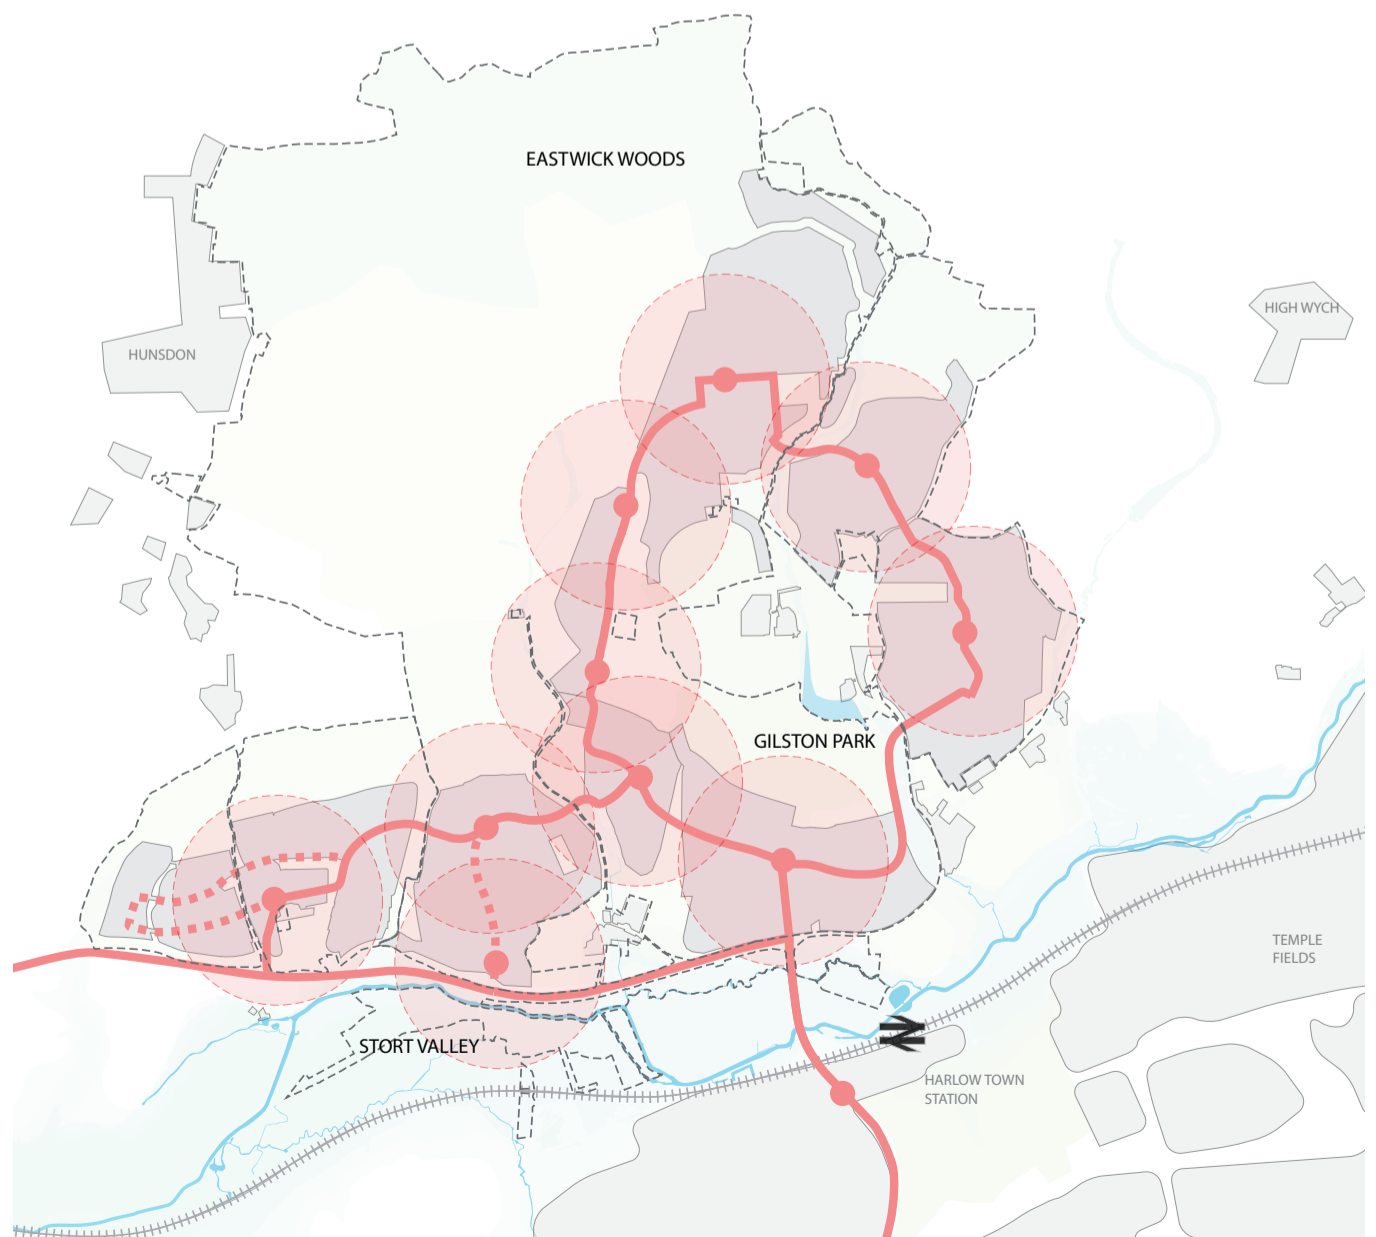 EASTWICK WOODS
HIGH WYCH
HUNSDON
GILSTON PARK
TEMPLE
FIELDS
STORT VALLEY
HARLOW TOWN
STATION